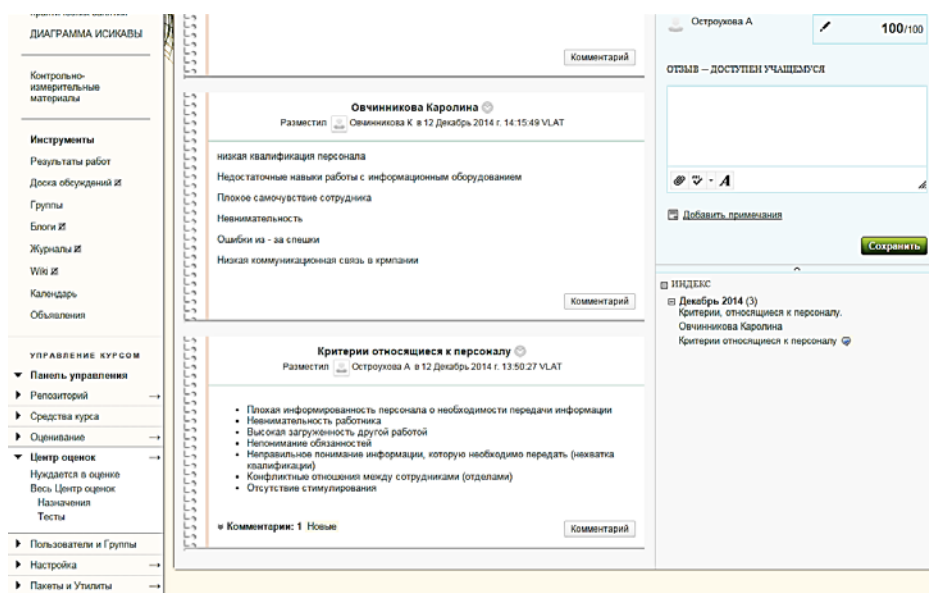 ДИАГРАММА ИСИКАВЫ
Контрольно-
измерительные
материалы
Инструменты
Результаты работ
Доска обсуждений
Группы
Блоги
Журналы
Wiki
Календарь
Объявления
УПРАВЛЕНИЕ КУРСОМ
Панель управления
Репозиторий
Средства курса
Оценивание
Центр оценок
Нуждается в оценке
Весь Центр оценок
Назначения
Тесты
Пользователи и Группы
Настройка
Пакеты и Утилиты
Комментарий
Овчинникова Каролина
Разместил Овчинникова К в 12 Декабрь 2014 г. 14:15:49 VLAT
низкая квалификация персонала
Недостаточные навыки работы с информационным оборудованием
Плохое самочувствие сотрудника
Невнимательность
Ошибки из - за спешки
Низкая коммуникационная связь в крмпании
Комментарий
Критерии относящиеся к персоналу
Разместил Остроухова А в 12 Декабрь 2014 г. 13:50:27 VLAT
• Плохая информированность персонала о необходимости передачи информации
• Невнимательность работника
• Высокая загруженность другой работой
• Непонимание обязанностей
• Неправильное понимание информации, которую необходимо передать (нехватка
квалификации)
• Конфликтные отношения между сотрудниками (отделами)
• Отсутствие стимулирования
Комментарии: 1 Новые
Комментарий
Остроухова А
100/100
ОТЗЫВ – ДОСТУПЕН УЧАЩЕМУСЯ
Добавить примечания
Сохранить
ИНДЕКС
Декабрь 2014 (3)
Критерии, относящиеся к персоналу.
Овчинникова Каролина
Критерии относящиеся к персоналу